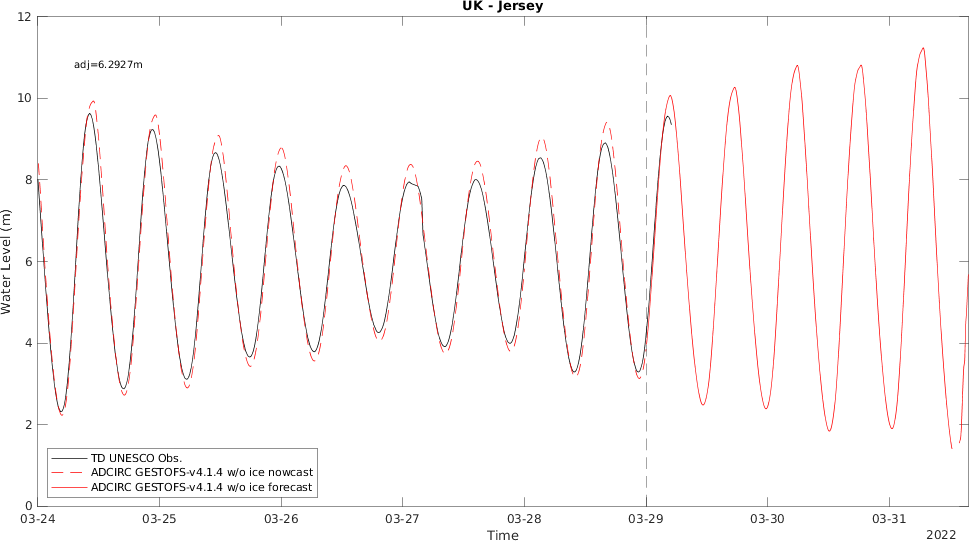 UK - Jersey
adj=6.2927m
12
10
8
6
4
2
0
Water Level (m)
TD UNESCO Obs.
ADCIRC GESTOFS-v4.1.4 w/o ice nowcast
ADCIRC GESTOFS-v4.1.4 w/o ice forecast
03-24 03-25 03-26 03-27 03-28 03-29 03-30 03-31
Time
2022